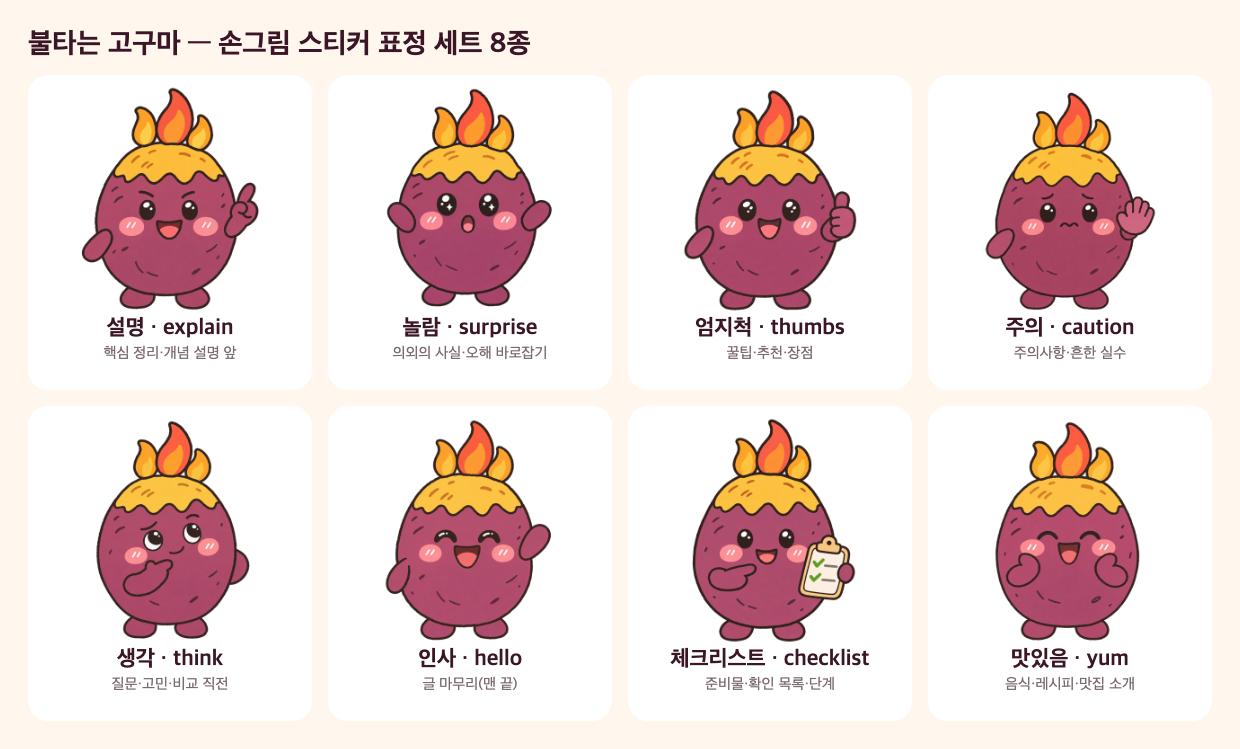 불타는 고구마 — 손그림 스티커 표정 세트 8종
설명 · explain
핵심 정리·개념 설명 앞
놀람 · surprise
의외의 사실·오해 바로잡기
엄지척 · thumbs
꿀팁·추천·장점
주의 · caution
주의사항·흔한 실수
생각 · think
질문·고민·비교 직전
인사 · hello
글 마무리(맨 끝)
체크리스트 · checklist
준비물·확인 목록·단계
맛있음 · yum
음식·레시피·맛집 소개